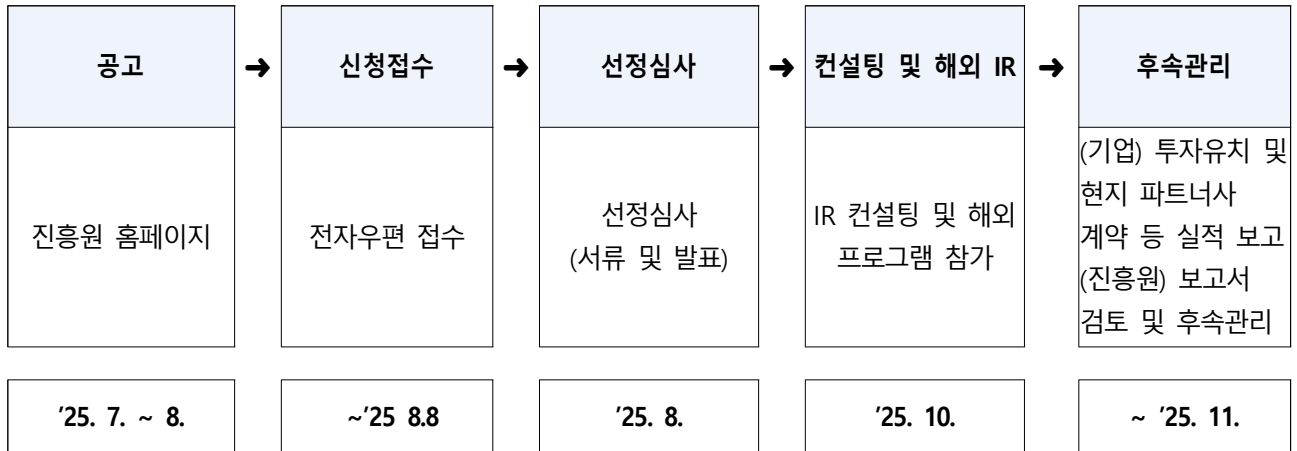 공고 ➜ 신청접수 ➜ 선정심사 ➜ 컨설팅 및 해외 IR ➜ 후속관리
진흥원 홈페이지
전자우편 접수
선정심사
(서류 및 발표)
IR 컨설팅 및 해외
프로그램 참가
(기업) 투자유치 및
현지 파트너사
계약 등 실적 보고
(진흥원) 보고서
검토 및 후속관리
'25. 7. ~ 8.
~'25 8.8
'25. 8.
'25. 10.
~ '25. 11.